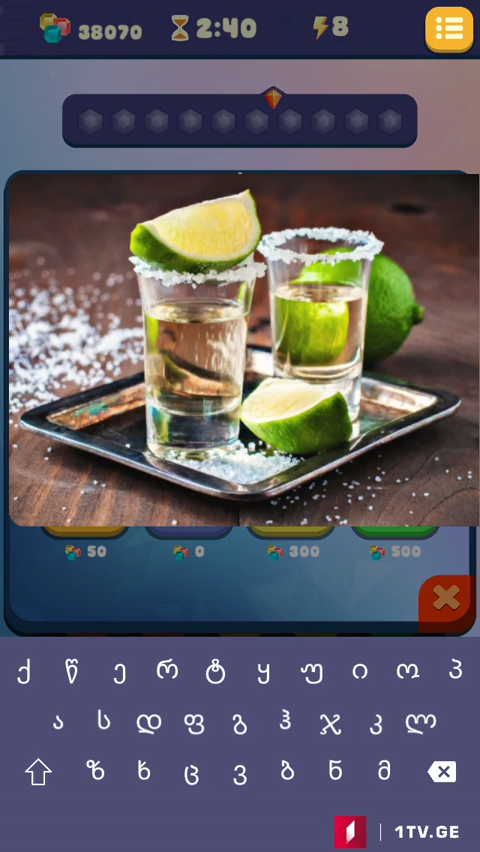 38070 2:40 8
50 0 300 500
ქ წ ე რ ტ ყ უ ი ო პ
ა ს დ ფ გ ჰ ჯ კ ლ
ზ ხ ც ვ ბ ნ მ
1TV.GE